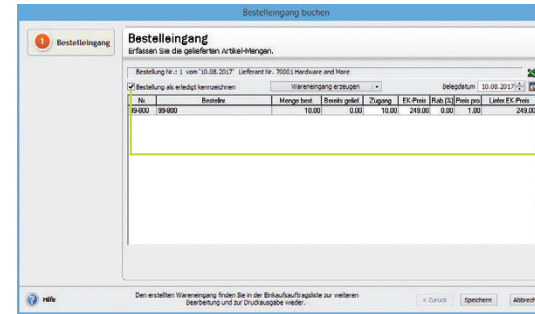 Bestelleingang buchen
1 Bestelleingang
Bestelleingang
Erfassen Sie die gelieferten Artikel-Mengen.
Bestellung Nr.: 1 vom "10.08.2017" Lieferant Nr. 70001 Hardware and More
Bestellung als erledigt kennzeichnen Wareneingang erzeugen Belegdatum 10.08.2017
Nr. Bestellnr. Menge best. Bereits gelief. Zugang EK-Preis Rab.[%] Preis pro Liefer.EK-Preis
99-800 99-800 10.00 0.00 10.00 249.00 0.00 1.00 249.00
Hilfe
Den erstellten Wareneingang finden Sie in der Einkaufsauftragsliste zur weiteren
Bearbeitung und zur Druckausgabe wieder.
« Zurück Speichern Abbrech